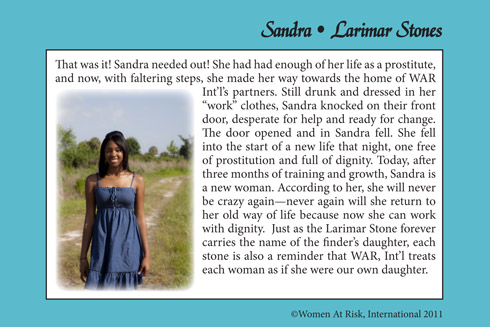 Sandra • Larimar Stones
That was it! Sandra needed out! She had had enough of her life as a prostitute,
and now, with faltering steps, she made her way towards the home of WAR
Int'l's partners. Still drunk and dressed in her
"work" clothes, Sandra knocked on their front
door, desperate for help and ready for change.
The door opened and in Sandra fell. She fell
into the start of a new life that night, one free
of prostitution and full of dignity. Today, after
three months of training and growth, Sandra is
a new woman. According to her, she will never
be crazy again—never again will she return to
her old way of life because now she can work
with dignity.  Just as the Larimar Stone forever
carries the name of the finder's daughter, each
stone is also a reminder that WAR, Int'l treats
each woman as if she were our own daughter.
©Women At Risk, International 2011